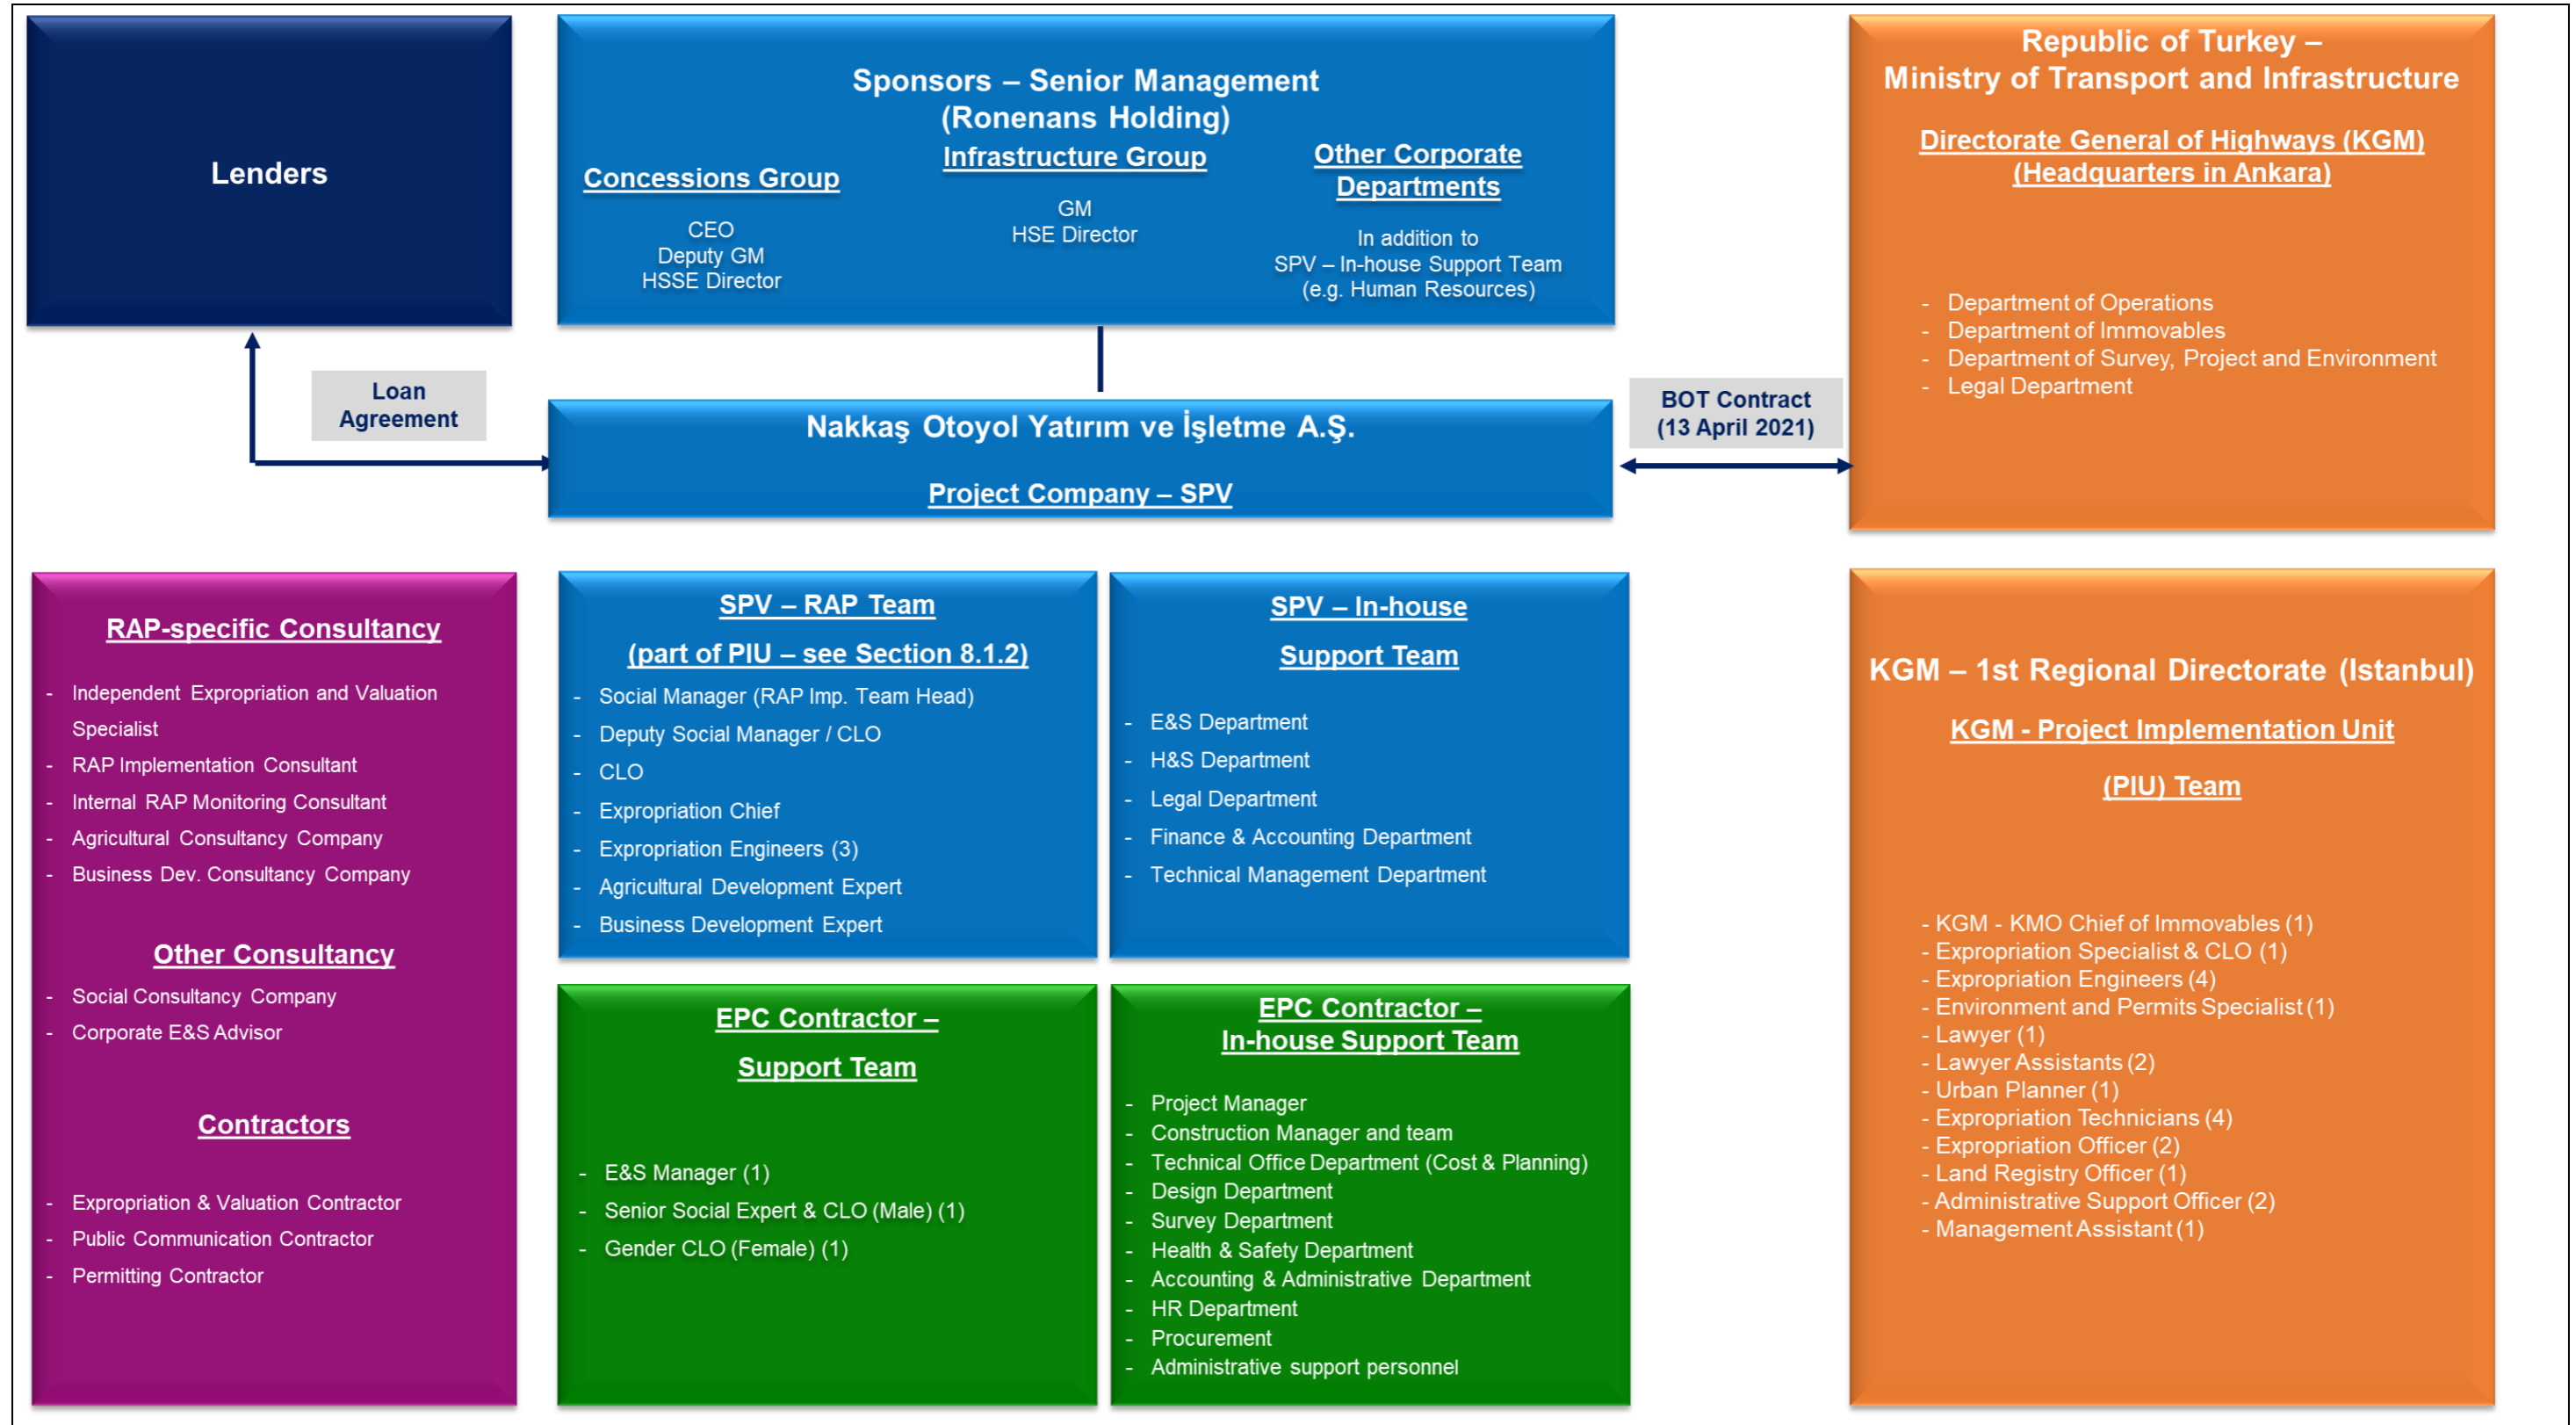 Lenders
Sponsors – Senior Management
(Ronenans Holding)
Concessions Group
CEO
Deputy GM
HSSE Director
Infrastructure Group
GM
HSE Director
Other Corporate
Departments
In addition to
SPV – In-house Support Team
(e.g. Human Resources)
Republic of Turkey –
Ministry of Transport and Infrastructure
Directorate General of Highways (KGM)
(Headquarters in Ankara)
- Department of Operations
- Department of Immovables
- Department of Survey, Project and Environment
- Legal Department
Loan
Agreement
Nakkaş Otoyol Yatırım ve İşletme A.Ş.
Project Company – SPV
BOT Contract
(13 April 2021)
RAP-specific Consultancy
- Independent Expropriation and Valuation
Specialist
- RAP Implementation Consultant
- Internal RAP Monitoring Consultant
- Agricultural Consultancy Company
- Business Dev. Consultancy Company
Other Consultancy
- Social Consultancy Company
- Corporate E&S Advisor
Contractors
- Expropriation & Valuation Contractor
- Public Communication Contractor
- Permitting Contractor
SPV – RAP Team
(part of PIU – see Section 8.1.2)
- Social Manager (RAP Imp. Team Head)
- Deputy Social Manager / CLO
- CLO
- Expropriation Chief
- Expropriation Engineers (3)
- Agricultural Development Expert
- Business Development Expert
SPV – In-house
Support Team
- E&S Department
- H&S Department
- Legal Department
- Finance & Accounting Department
- Technical Management Department
EPC Contractor –
Support Team
- E&S Manager (1)
- Senior Social Expert & CLO (Male) (1)
- Gender CLO (Female) (1)
EPC Contractor –
In-house Support Team
- Project Manager
- Construction Manager and team
- Technical Office Department (Cost & Planning)
- Design Department
- Survey Department
- Health & Safety Department
- Accounting & Administrative Department
- HR Department
- Procurement
- Administrative support personnel
KGM – 1st Regional Directorate (Istanbul)
KGM - Project Implementation Unit
(PIU) Team
- KGM - KMO Chief of Immovables (1)
- Expropriation Specialist & CLO (1)
- Expropriation Engineers (4)
- Environment and Permits Specialist (1)
- Lawyer (1)
- Lawyer Assistants (2)
- Urban Planner (1)
- Expropriation Technicians (4)
- Expropriation Officer (2)
- Land Registry Officer (1)
- Administrative Support Officer (2)
- Management Assistant (1)